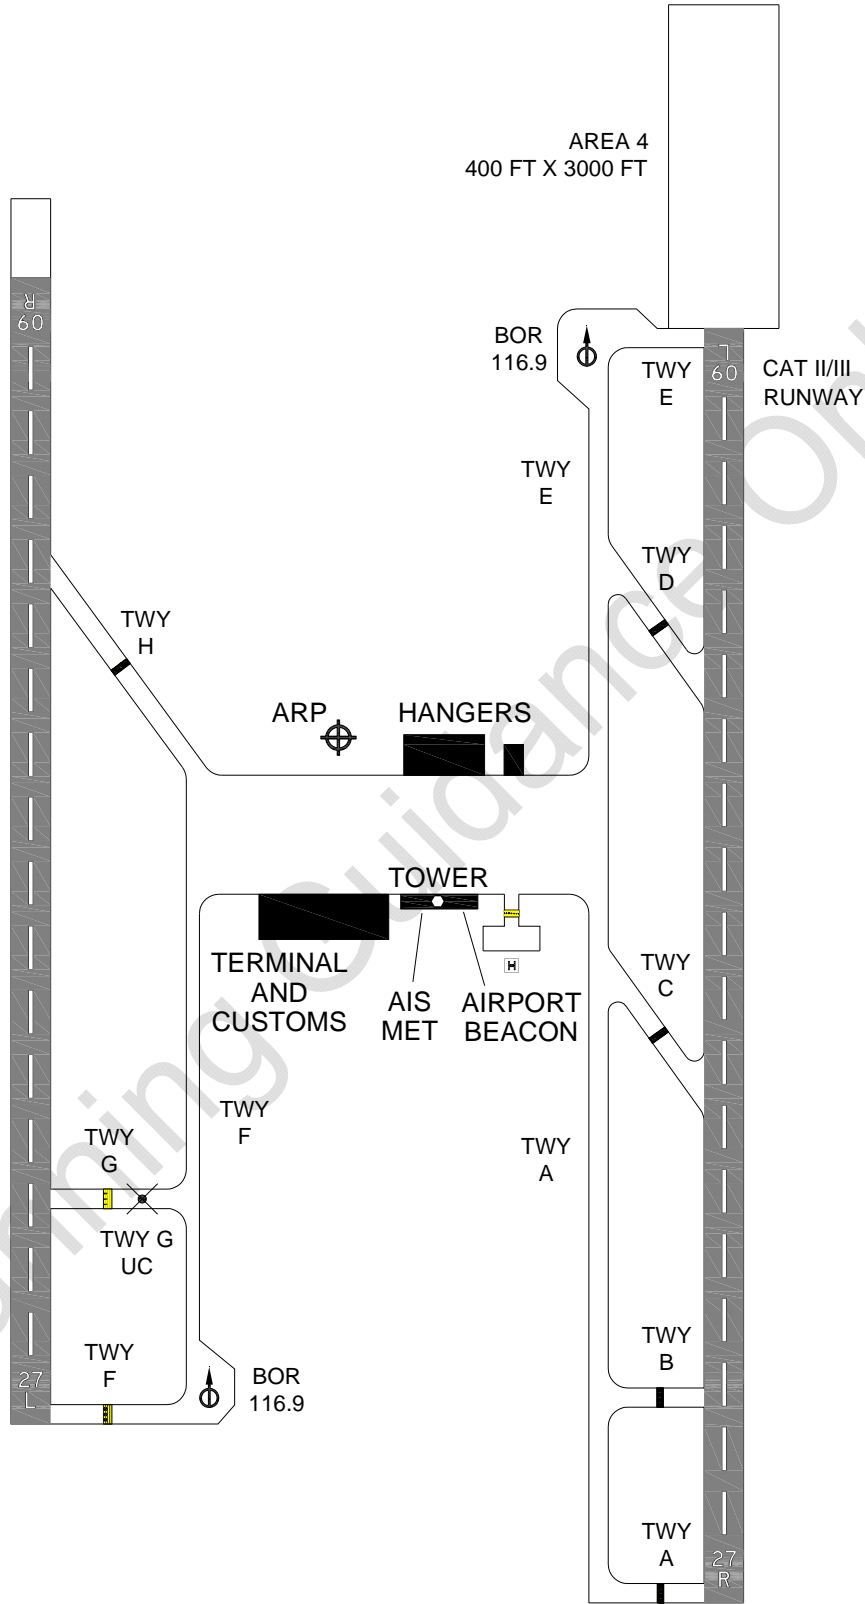 AREA 4
400 FT X 3000 FT
09
R
BOR
116.9
TWY
E
09
L
CAT II/III
RUNWAY
TWY
E
TWY
D
TWY
H
ARP
HANGERS
TOWER
TERMINAL
AND
CUSTOMS
AIS
MET
AIRPORT
BEACON
H
TWY
C
TWY
F
TWY
A
TWY
G
TWY G
UC
TWY
F
27
L
BOR
116.9
TWY
B
TWY
A
27
R
Guidance